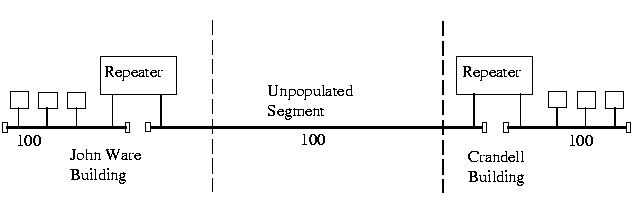 Repeater
Unpopulated
Segment
Repeater
100
John Ware
Building
100
Crandell
Building
100